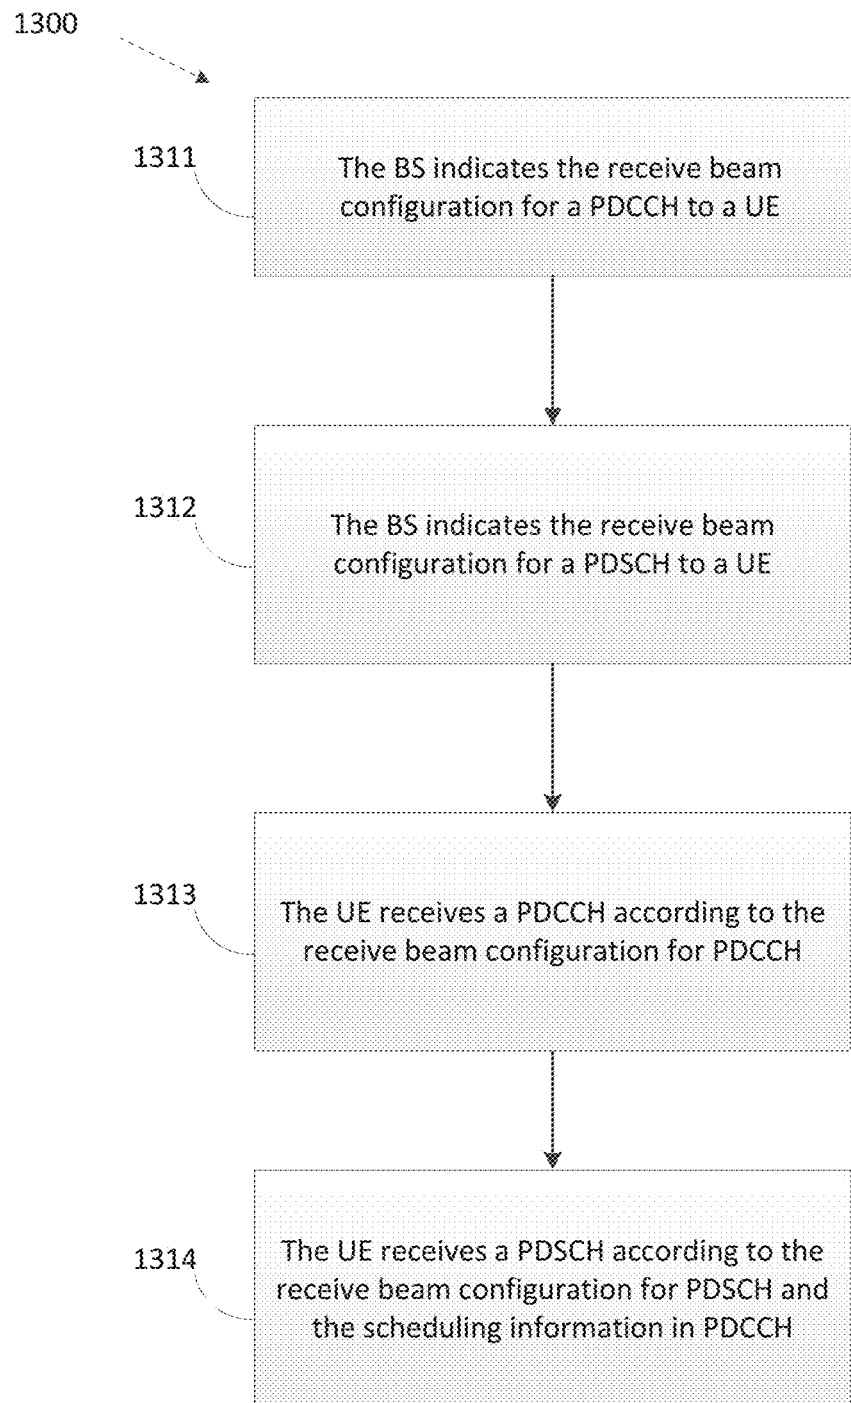 1300
1311
The BS indicates the receive beam
configuration for a PDCCH to a UE
1312
The BS indicates the receive beam
configuration for a PDSCH to a UE
1313
The UE receives a PDCCH according to the
receive beam configuration for PDCCH
1314
The UE receives a PDSCH according to the
receive beam configuration for PDSCH and
the scheduling information in PDCCH